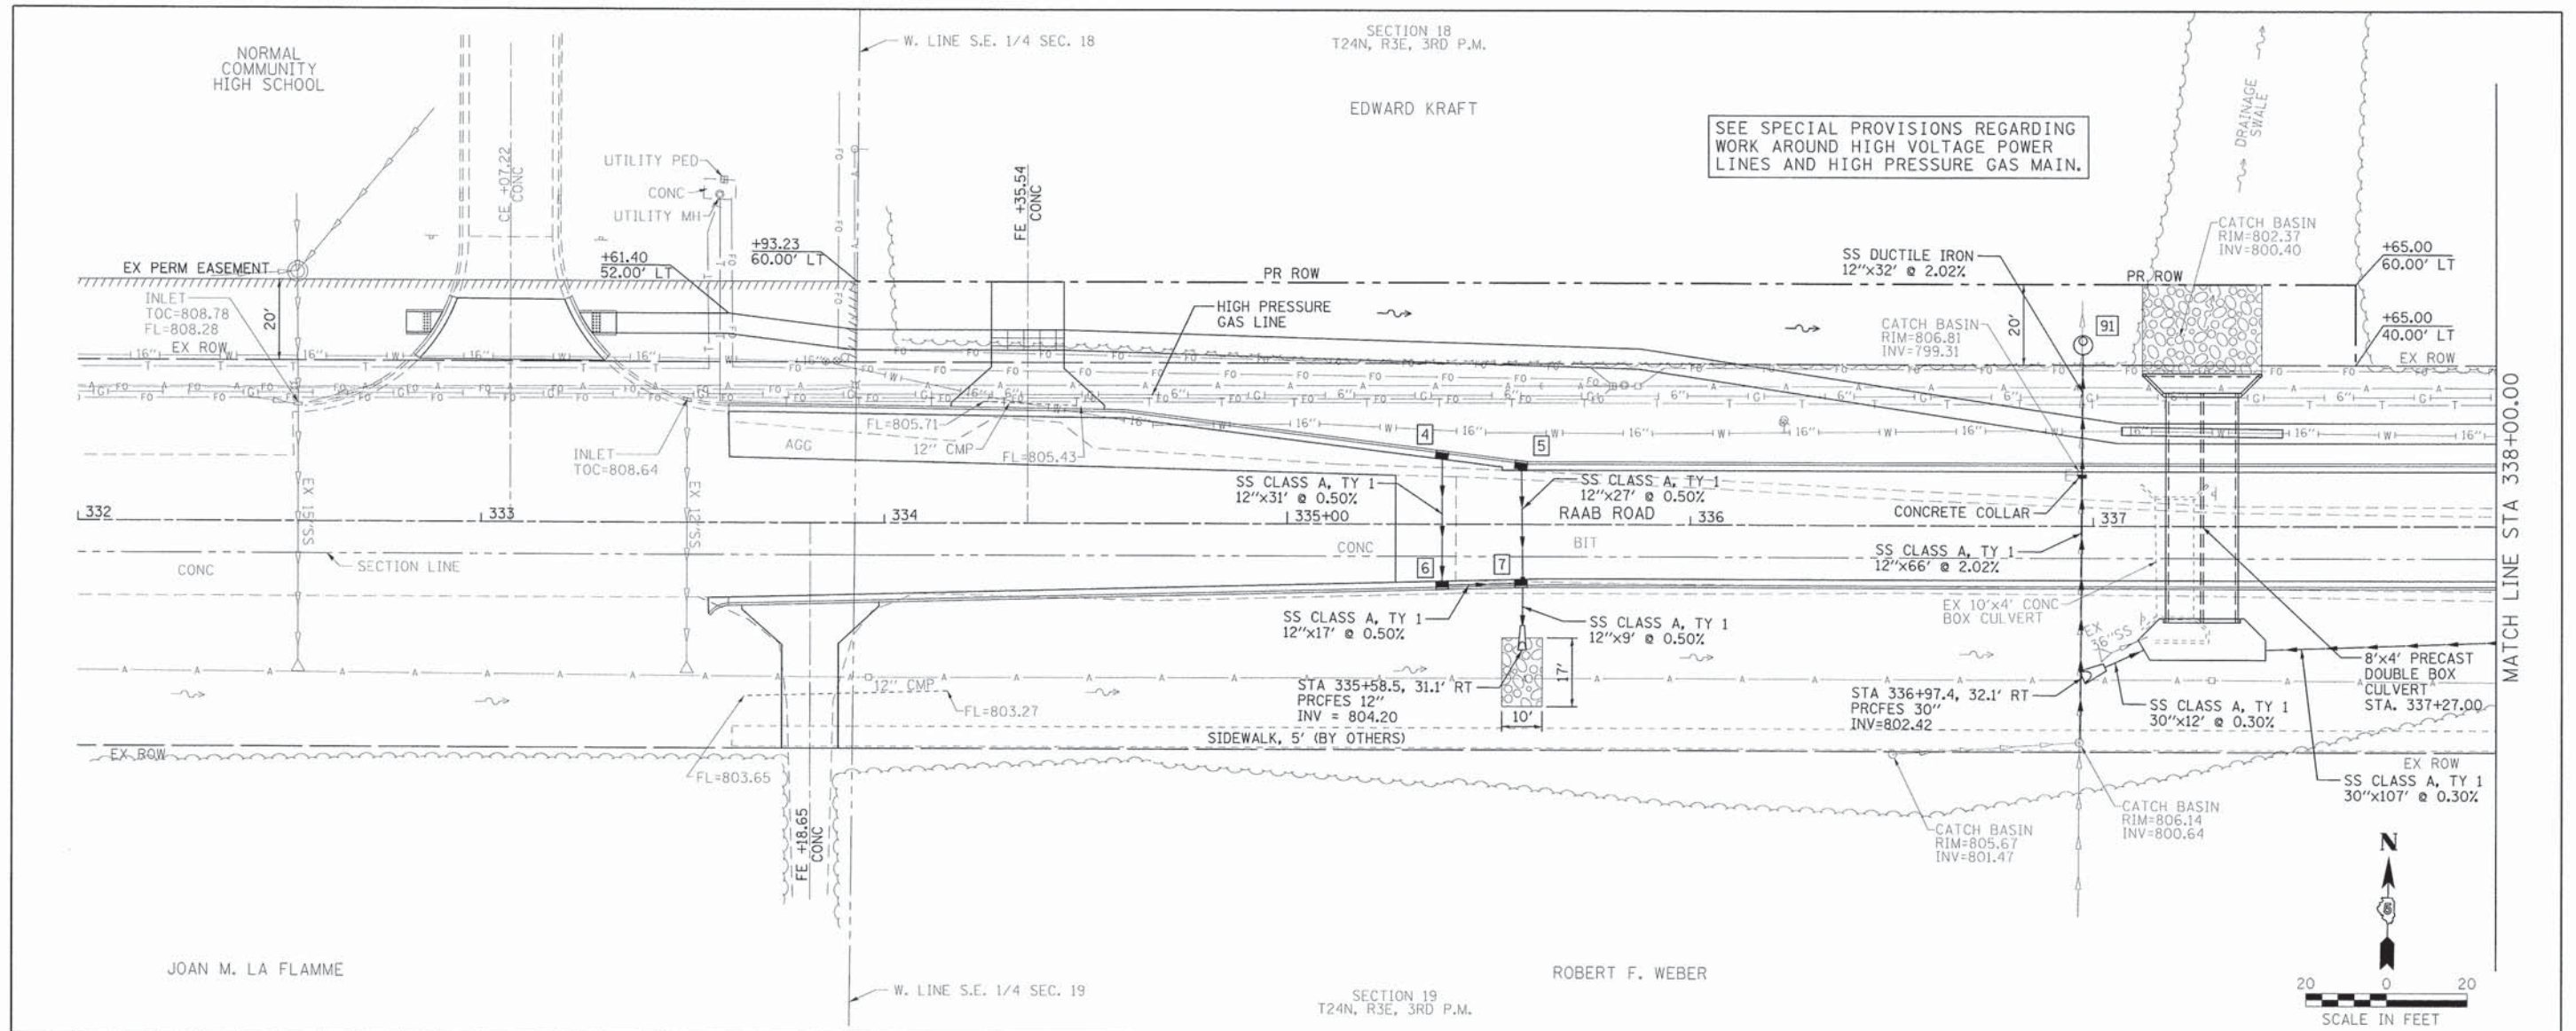 NORMAL
COMMUNITY
HIGH SCHOOL
W. LINE S.E. 1/4 SEC. 18
SECTION 18
T24N, R3E, 3RD P.M.
EDWARD KRAFT
SEE SPECIAL PROVISIONS REGARDING
WORK AROUND HIGH VOLTAGE POWER
LINES AND HIGH PRESSURE GAS MAIN.
DRAINAGE
SWALE
CE +07.22
CONC
UTILITY PED
CONC
UTILITY MH
FE +35.54
CONC
CATCH BASIN
RIM=802.37
INV=800.40
EX PERM EASEMENT
+61.40
52.00' LT
+93.23
60.00' LT
PR ROW
SS DUCTILE IRON
12"x32' @ 2.02%
PR ROW
+65.00
60.00' LT
INLET
TOC=808.78
FL=808.28
20'
HIGH PRESSURE
GAS LINE
CATCH BASIN
RIM=806.81
INV=799.31
20'
91
+65.00
40.00' LT
EX ROW
EX ROW
FL=805.71
12" CMP
FL=805.43
AGG
INLET
TOC=808.64
4
5
SS CLASS A, TY 1
12"x31' @ 0.50%
SS CLASS A, TY 1
12"x27' @ 0.50%
EX 15"SS
EX 12"SS
332
333
334
335+00
RAAB ROAD
336
337
CONCRETE COLLAR
CONC
SECTION LINE
CONC
BIT
SS CLASS A, TY 1
12"x66' @ 2.02%
6
7
SS CLASS A, TY 1
12"x17' @ 0.50%
SS CLASS A, TY 1
12"x9' @ 0.50%
EX 10'x4' CONC
BOX CULVERT
EX
36"SS
MATCH LINE STA 338+00.00
12" CMP
FL=803.27
STA 335+58.5, 31.1' RT
PRCFES 12"
INV = 804.20
17'
10'
STA 336+97.4, 32.1' RT
PRCFES 30"
INV=802.42
SS CLASS A, TY 1
30"x12' @ 0.30%
8'x4' PRECAST
DOUBLE BOX
CULVERT
STA. 337+27.00
SIDEWALK, 5' (BY OTHERS)
EX ROW
FL=803.65
EX ROW
SS CLASS A, TY 1
30"x107' @ 0.30%
FE +18.65
CONC
CATCH BASIN
RIM=805.67
INV=801.47
CATCH BASIN
RIM=806.14
INV=800.64
N
JOAN M. LA FLAMME
W. LINE S.E. 1/4 SEC. 19
SECTION 19
T24N, R3E, 3RD P.M.
ROBERT F. WEBER
20 0 20
SCALE IN FEET